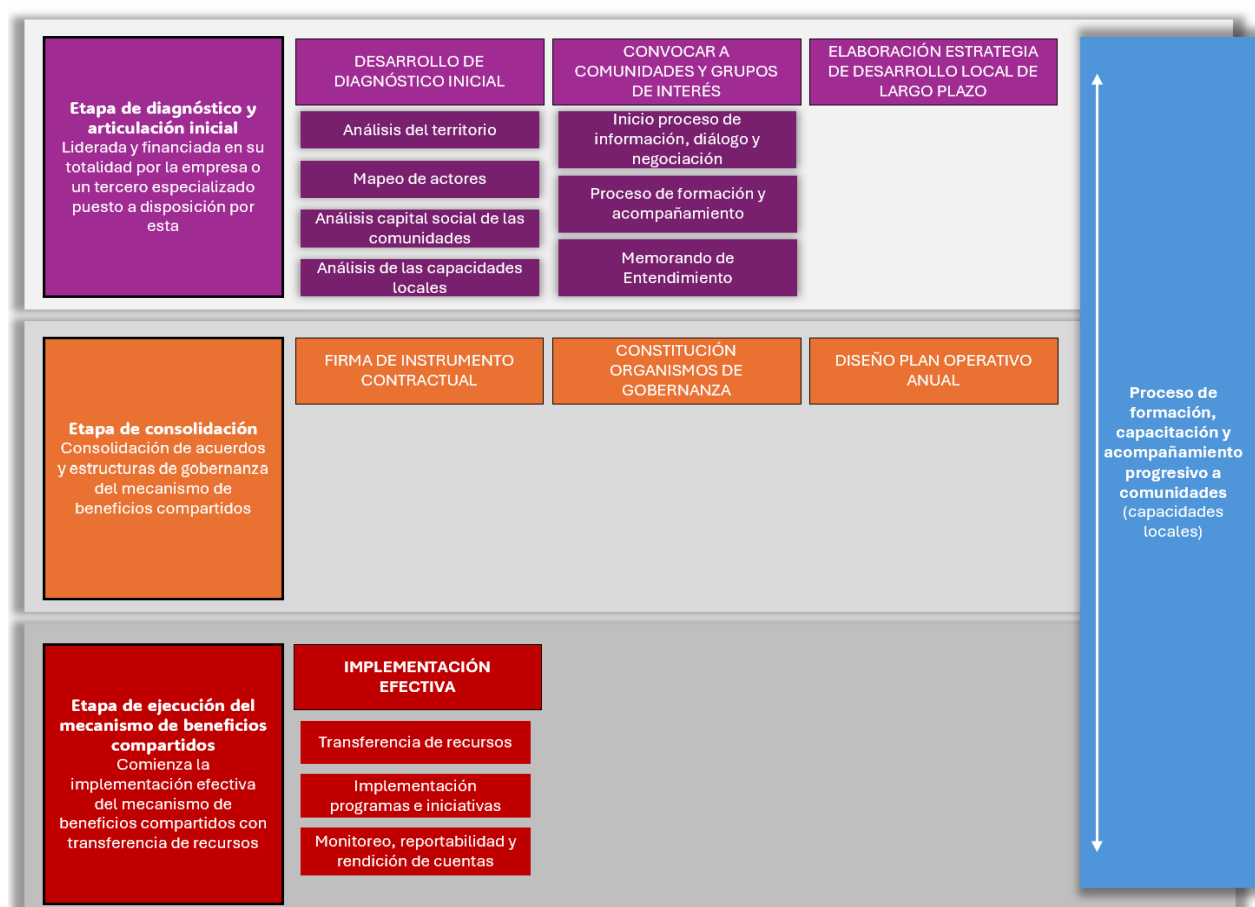 Etapa de diagnóstico y
articulación inicial
Liderada y financiada en su
totalidad por la empresa o
un tercero especializado
puesto a disposición por
esta
DESARROLLO DE
DIAGNÓSTICO INICIAL
Análisis del territorio
Mapeo de actores
Análisis capital social de las
comunidades
Análisis de las capacidades
locales
CONVOCAR A
COMUNIDADES Y GRUPOS
DE INTERÉS
Inicio proceso de
información, diálogo y
negociación
Proceso de formación y
acompañamiento
Memorando de
Entendimiento
ELABORACIÓN ESTRATEGIA
DE DESARROLLO LOCAL DE
LARGO PLAZO
Etapa de consolidación
Consolidación de acuerdos
y estructuras de gobernanza
del mecanismo de
beneficios compartidos
FIRMA DE INSTRUMENTO
CONTRACTUAL
CONSTITUCIÓN
ORGANISMOS DE
GOBERNANZA
DISEÑO PLAN OPERATIVO
ANUAL
Etapa de ejecución del
mecanismo de beneficios
compartidos
Comienza la
implementación efectiva
del mecanismo de
beneficios compartidos con
transferencia de recursos
IMPLEMENTACIÓN
EFECTIVA
Transferencia de recursos
Implementación
programas e iniciativas
Monitoreo, reportabilidad y
rendición de cuentas
Proceso de
formación,
capacitación y
acompañamiento
progresivo a
comunidades
(capacidades
locales)